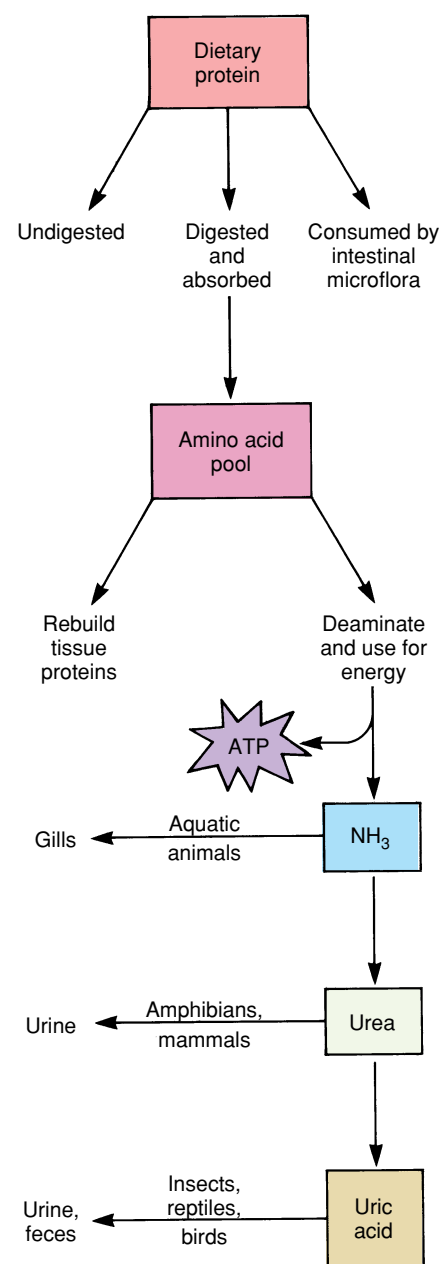 Dietary
protein
Undigested
Digested
and
absorbed
Consumed by
intestinal
microflora
Amino acid
pool
Rebuild
tissue
proteins
Deaminate
and use for
energy
ATP
Gills
Aquatic
animals
NH₃
Urine
Amphibians,
mammals
Urea
Urine,
feces
Insects,
reptiles,
birds
Uric
acid